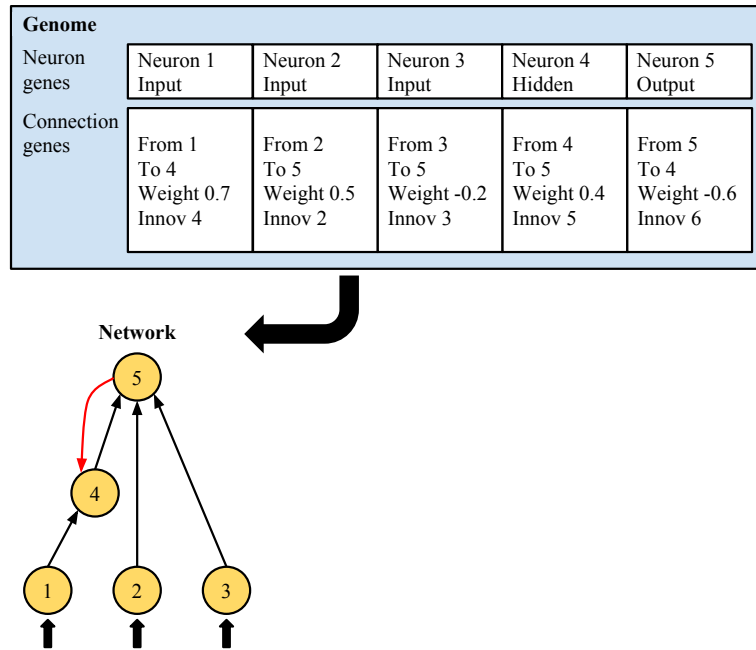 Genome
Neuron genes
Neuron 1
Input
Neuron 2
Input
Neuron 3
Input
Neuron 4
Hidden
Neuron 5
Output
Connection genes
From 1
To 4
Weight 0.7
Innov 4
From 2
To 5
Weight 0.5
Innov 2
From 3
To 5
Weight -0.2
Innov 3
From 4
To 5
Weight 0.4
Innov 5
From 5
To 4
Weight -0.6
Innov 6
Network
5
4
1
2
3